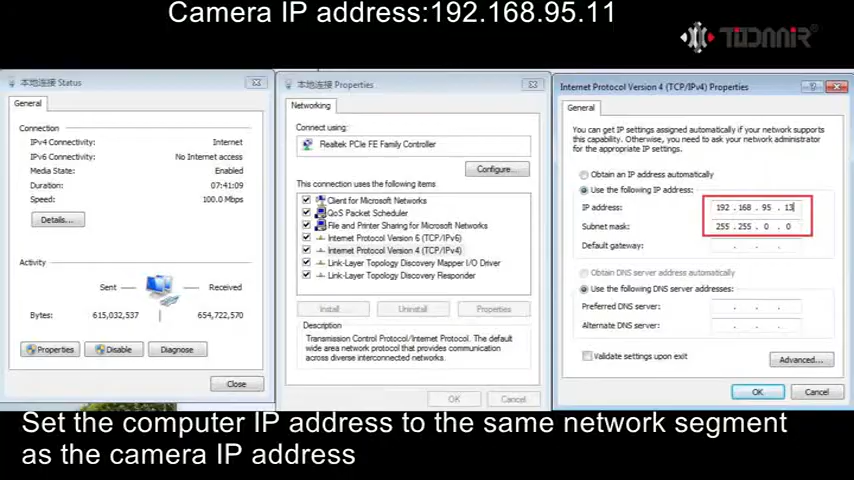 Camera IP address:192.168.95.11
TODMIR
本地连接 Status
General
Connection
IPv4 Connectivity: Internet
IPv6 Connectivity: No Internet access
Media State: Enabled
Duration: 07:41:09
Speed: 100.0 Mbps
Details...
Activity
Sent Received
Bytes: 615,032,537 654,722,570
Properties Disable Diagnose
Close
本地连接 Properties
Networking
Connect using:
Realtek PCIe FE Family Controller
Configure...
This connection uses the following items
Client for Microsoft Networks
QoS Packet Scheduler
File and Printer Sharing for Microsoft Networks
Internet Protocol Version 6 (TCP/IPv6)
Internet Protocol Version 4 (TCP/IPv4)
Link-Layer Topology Discovery Mapper I/O Driver
Link-Layer Topology Discovery Responder
Install Uninstall Properties
Description
Transmission Control Protocol/Internet Protocol. The default
wide area network protocol that provides communication
across diverse interconnected networks.
OK Cancel
Internet Protocol Version 4 (TCP/IPv4) Properties
General
You can get IP settings assigned automatically if your network supports
this capability. Otherwise, you need to ask your network administrator
for the appropriate IP settings.
Obtain an IP address automatically
Use the following IP address:
IP address: 192 . 168 . 95 . 13
Subnet mask: 255 . 255 . 0 . 0
Default gateway: . . .
Obtain DNS server address automatically
Use the following DNS server addresses:
Preferred DNS server: . . .
Alternate DNS server: . . .
Validate settings upon exit
Advanced...
OK Cancel
Set the computer IP address to the same network segment
as the camera IP address